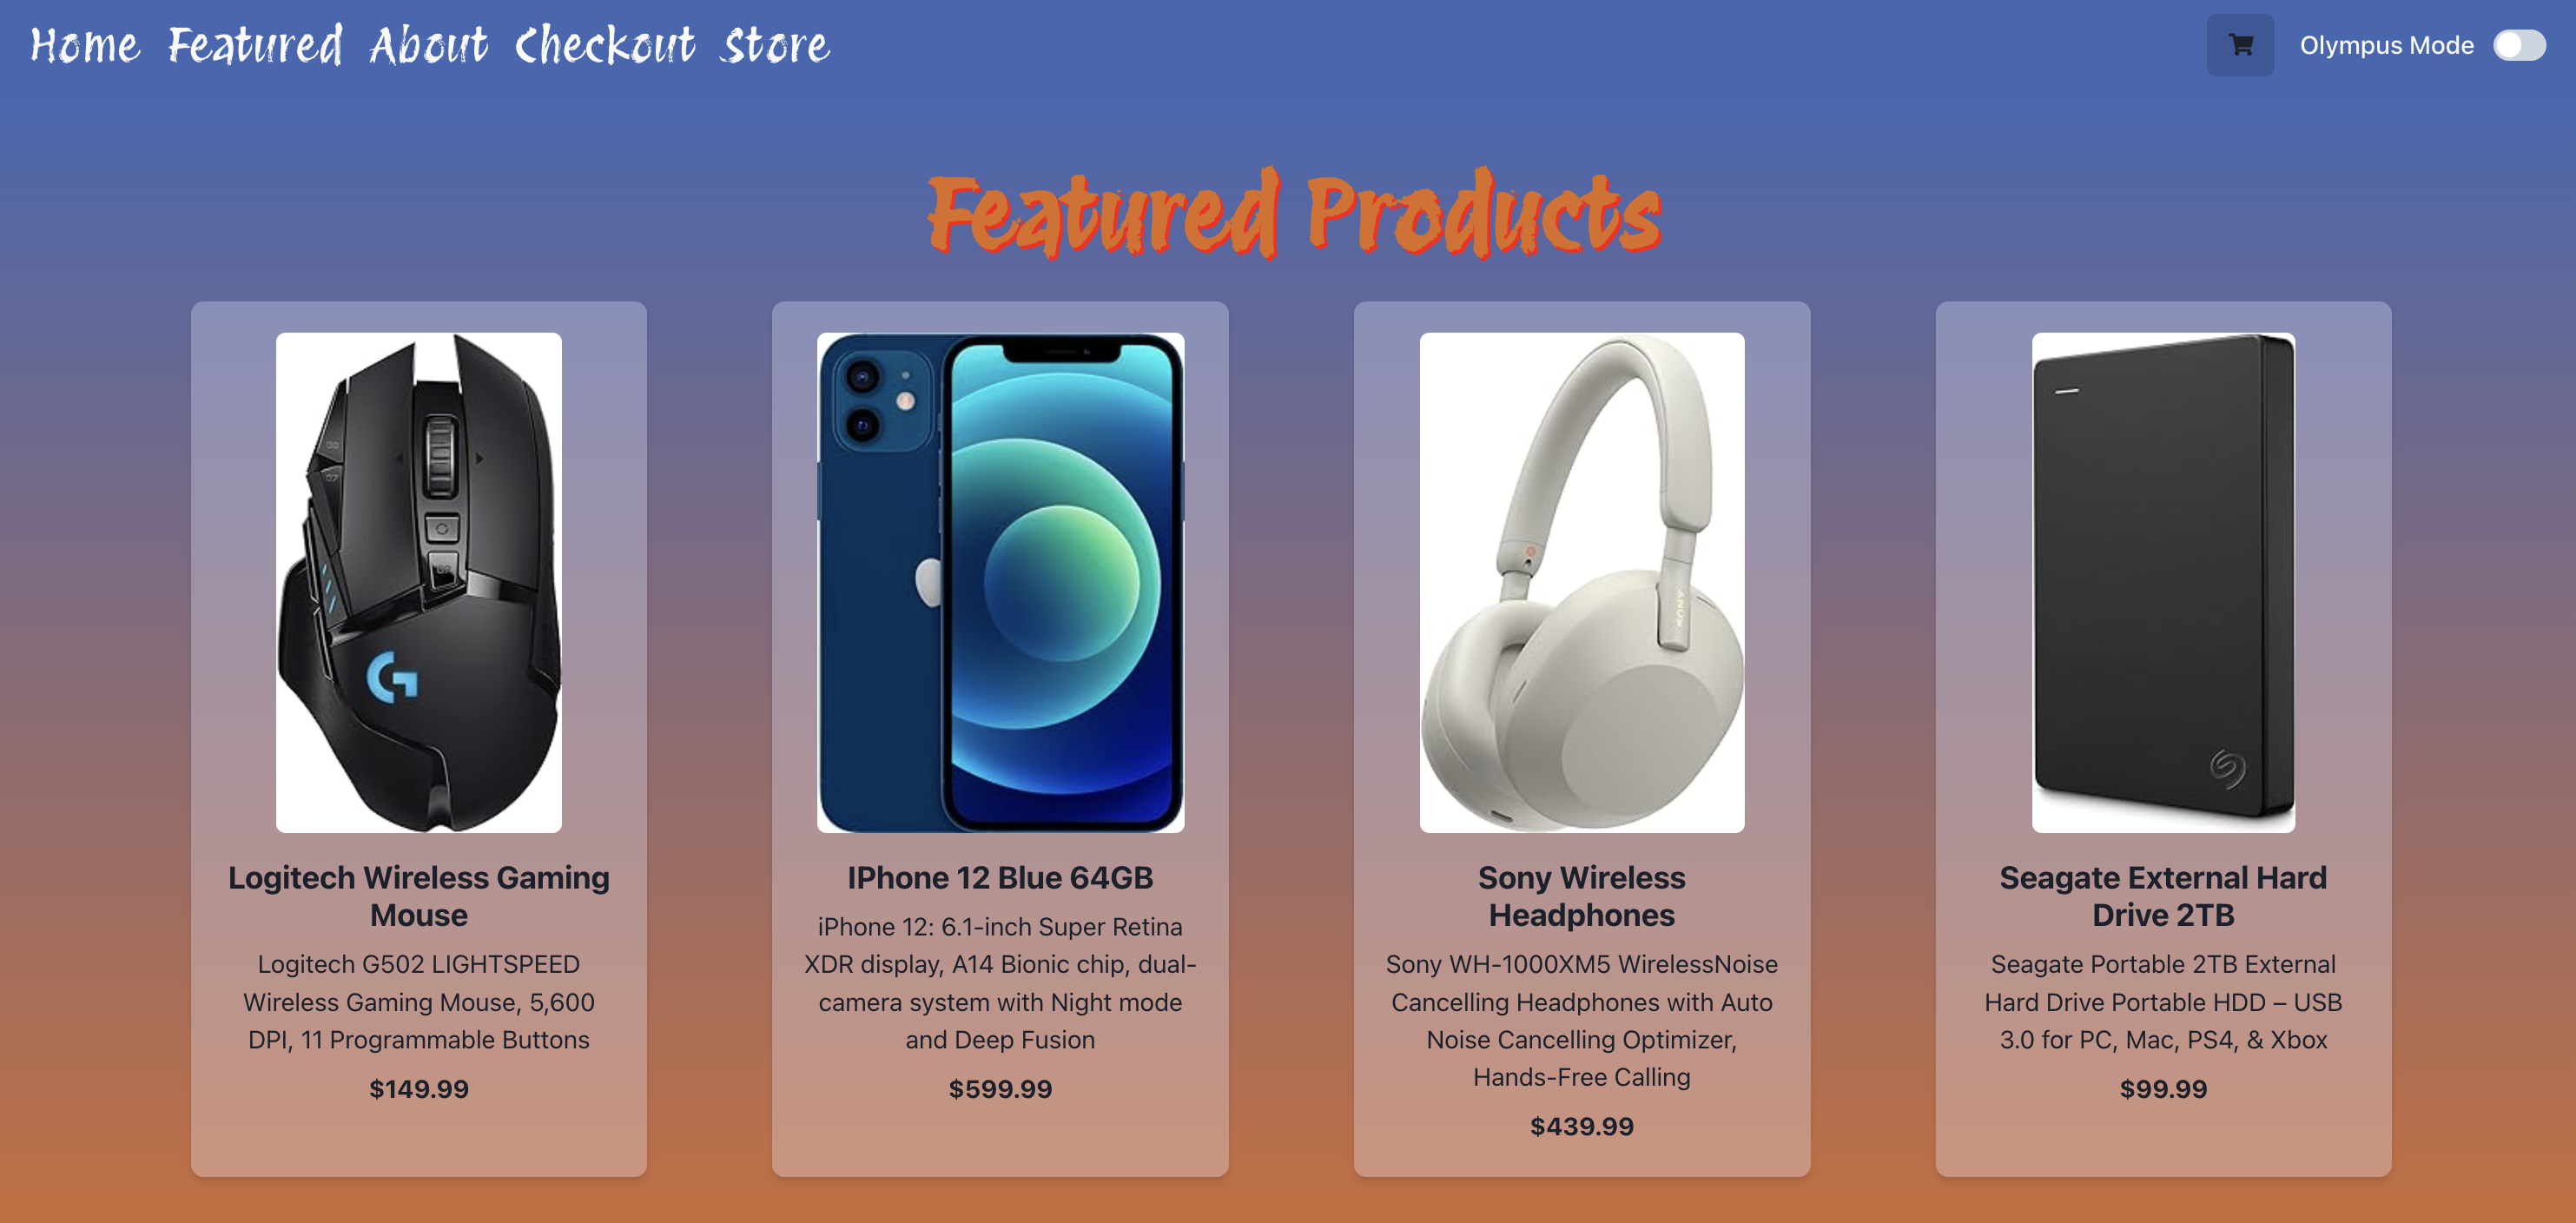 Home Featured About Checkout Store
Olympus Mode
Featured Products
Logitech Wireless Gaming
Mouse
Logitech G502 LIGHTSPEED
Wireless Gaming Mouse, 5,600
DPI, 11 Programmable Buttons
$149.99
IPhone 12 Blue 64GB
iPhone 12: 6.1-inch Super Retina
XDR display, A14 Bionic chip, dual-
camera system with Night mode
and Deep Fusion
$599.99
SONY
Sony Wireless
Headphones
Sony WH-1000XM5 WirelessNoise
Cancelling Headphones with Auto
Noise Cancelling Optimizer,
Hands-Free Calling
$439.99
Seagate External Hard
Drive 2TB
Seagate Portable 2TB External
Hard Drive Portable HDD – USB
3.0 for PC, Mac, PS4, & Xbox
$99.99